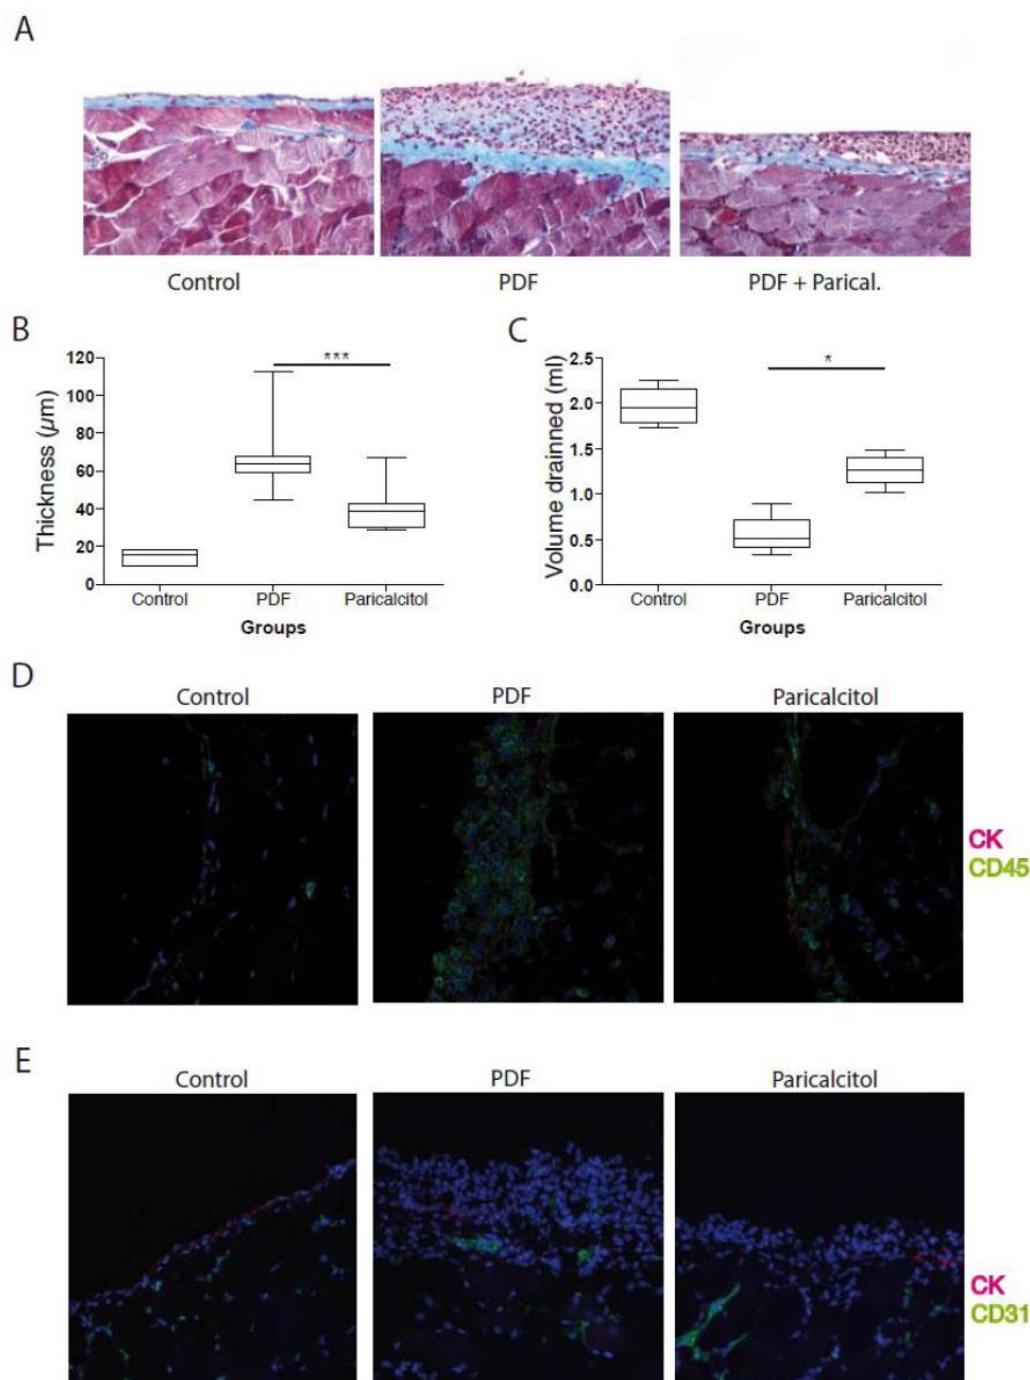 A
Control
PDF
PDF + Parical.
B
***
120
100
80
60
40
20
0
Thickness (µm)
Control
PDF
Paricalcitol
Groups
C
*
2.5
2.0
1.5
1.0
0.5
0.0
Volume drainned (ml)
Control
PDF
Paricalcitol
Groups
D
Control
PDF
Paricalcitol
CK
CD45
E
Control
PDF
Paricalcitol
CK
CD31